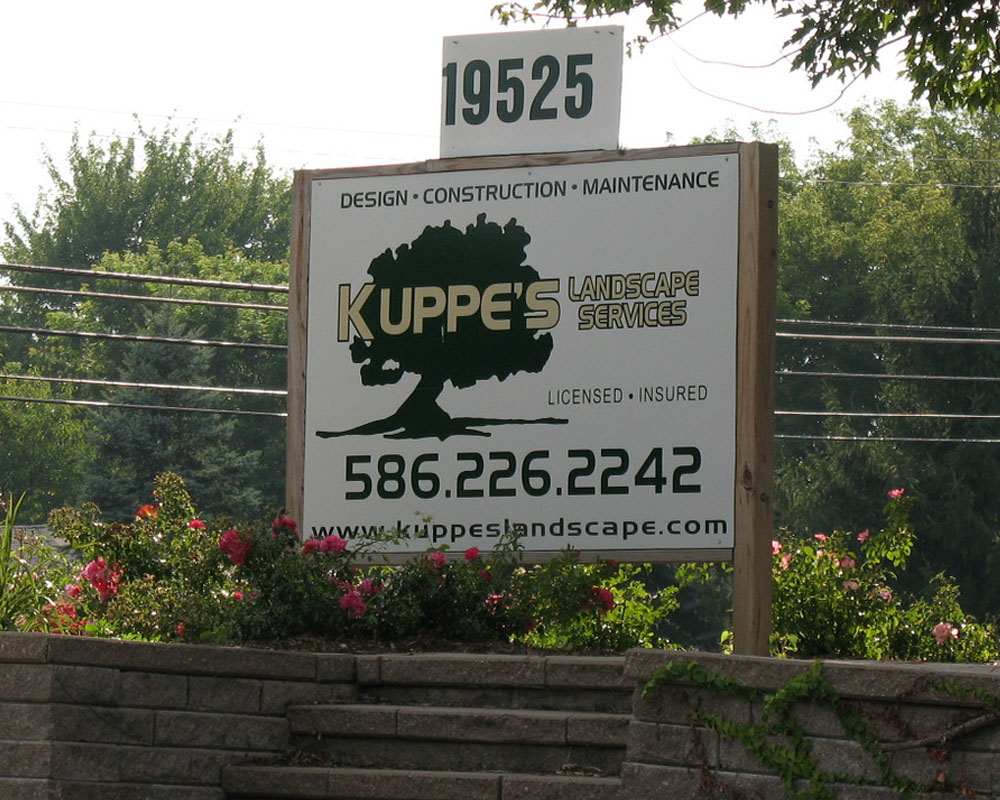 19525
DESIGN • CONSTRUCTION • MAINTENANCE
KUPPE'S LANDSCAPE SERVICES
LICENSED • INSURED
586.226.2242
www.kuppeslandscape.com